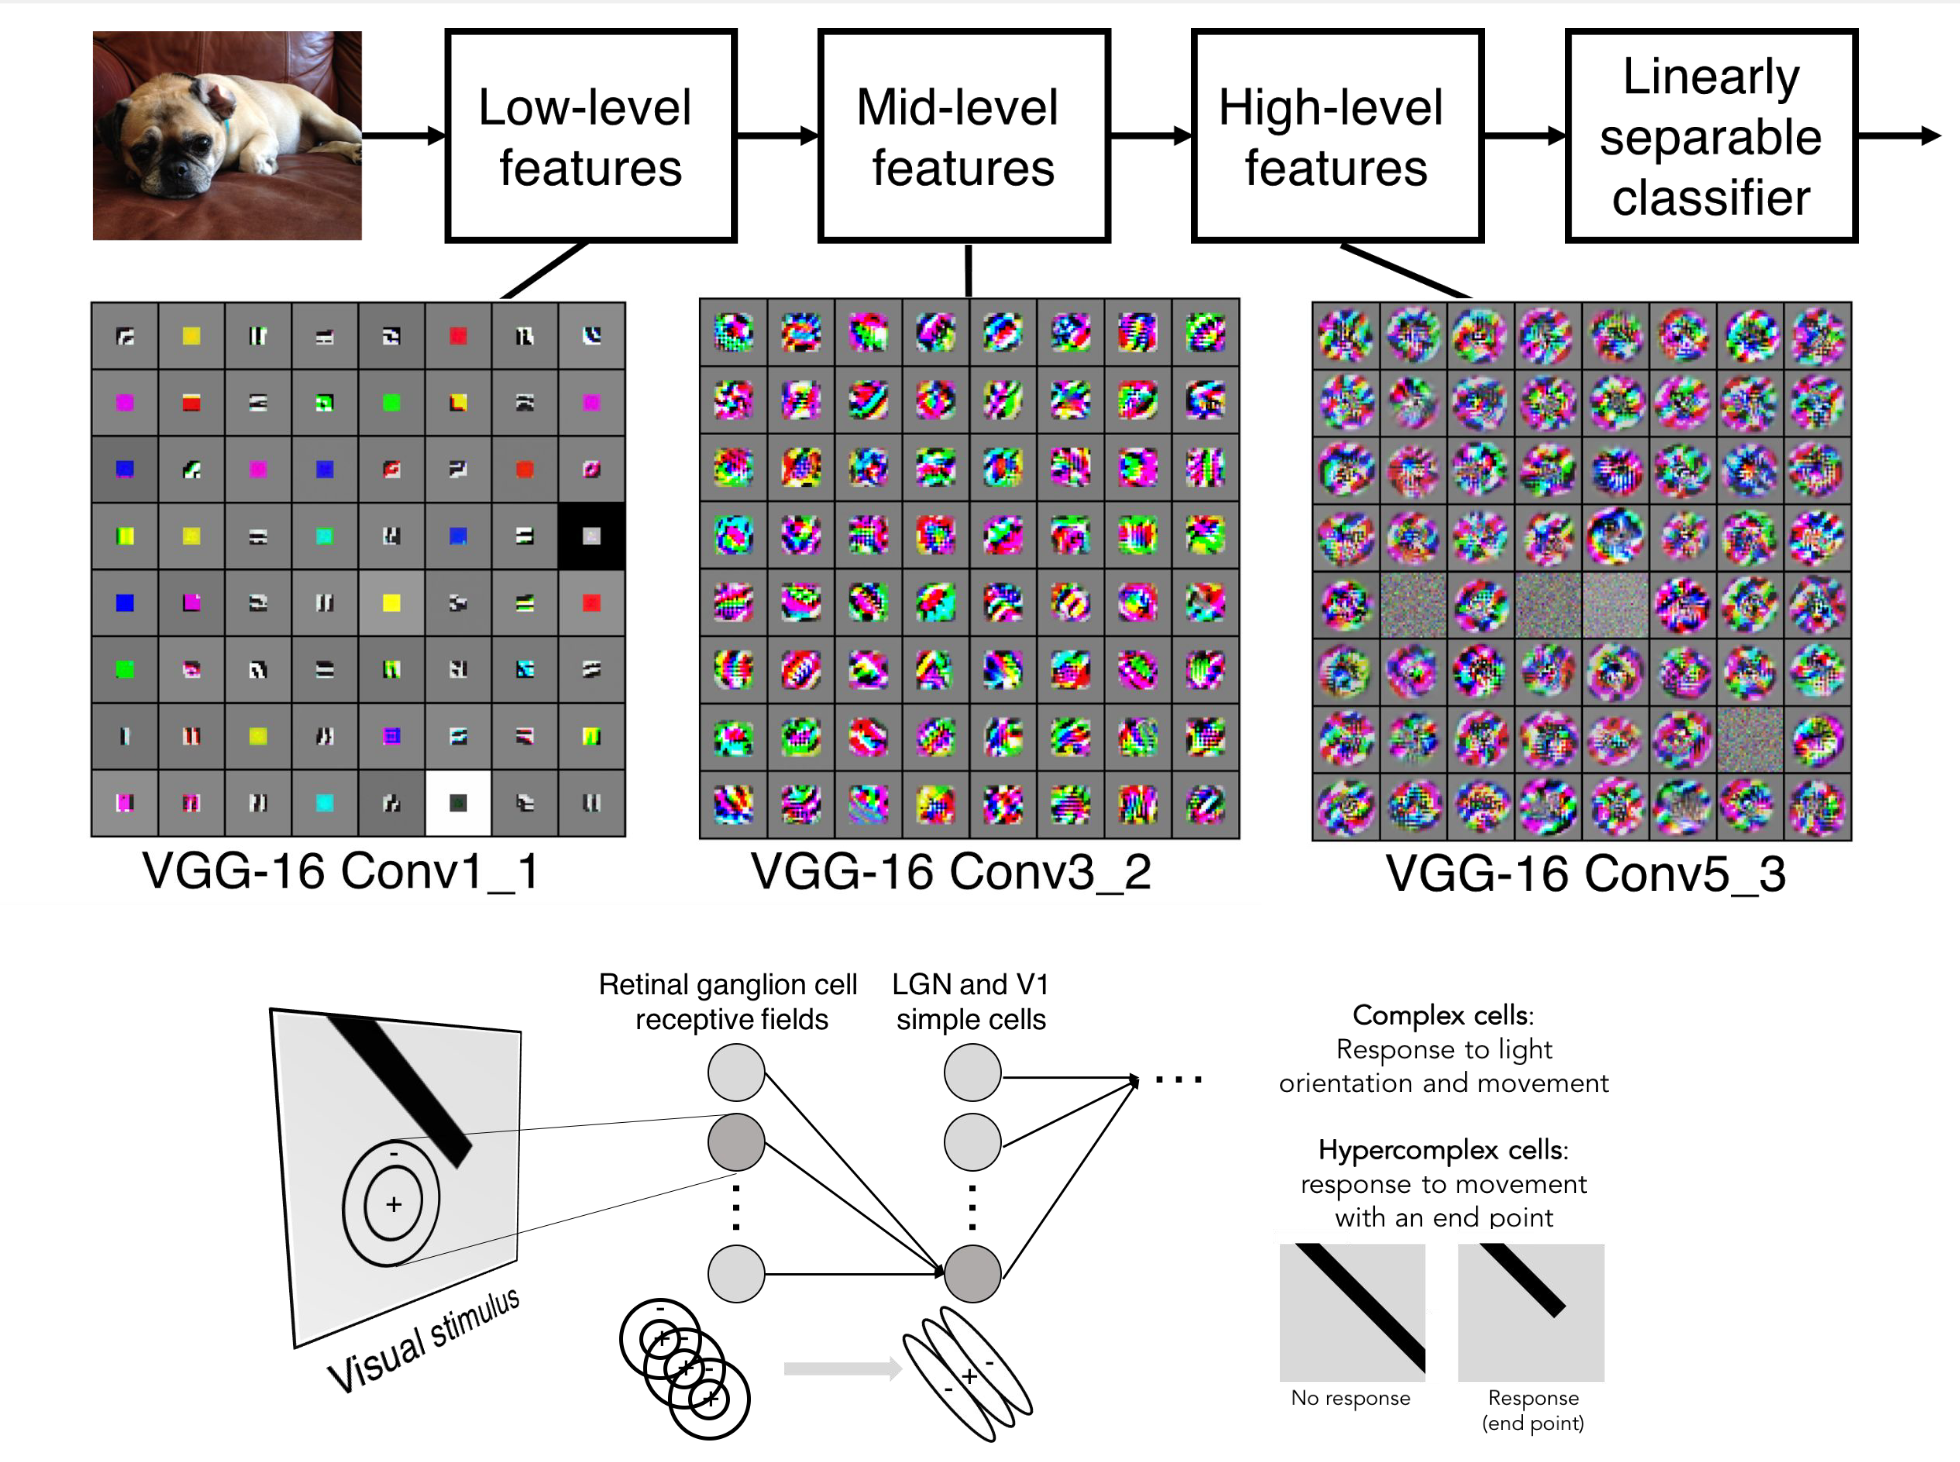 Low-level
features
Mid-level
features
High-level
features
Linearly
separable
classifier
VGG-16 Conv1_1
VGG-16 Conv3_2
VGG-16 Conv5_3
Retinal ganglion cell
receptive fields
LGN and V1
simple cells
Complex cells:
Response to light
orientation and movement
Hypercomplex cells:
response to movement
with an end point
No response
Response
(end point)
Visual stimulus
-
+
-
+
-
+
-
+
-
+
-
...